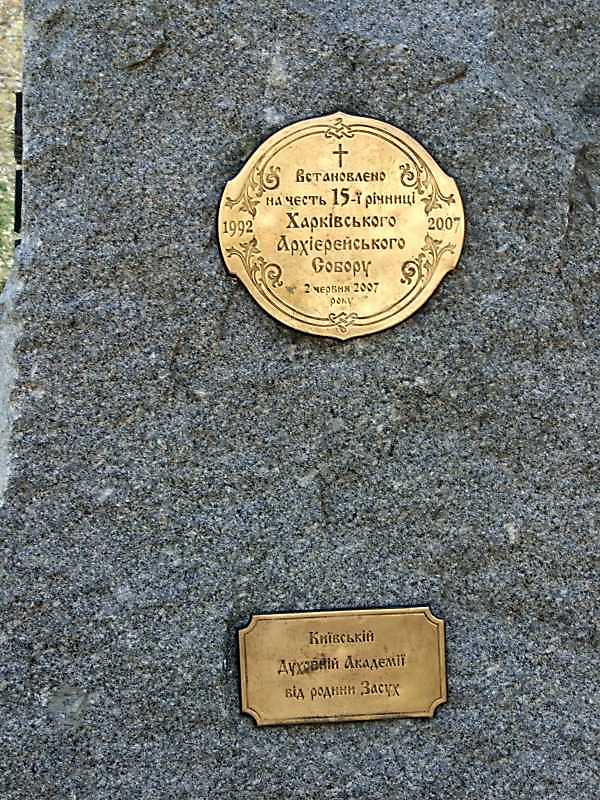 Встановлено
на честь 15-ї річниці
Харківського
1992 2007
Архієрейського
Собору
2 червня 2007
року
Київській
Духовній Академії
від родини Засух